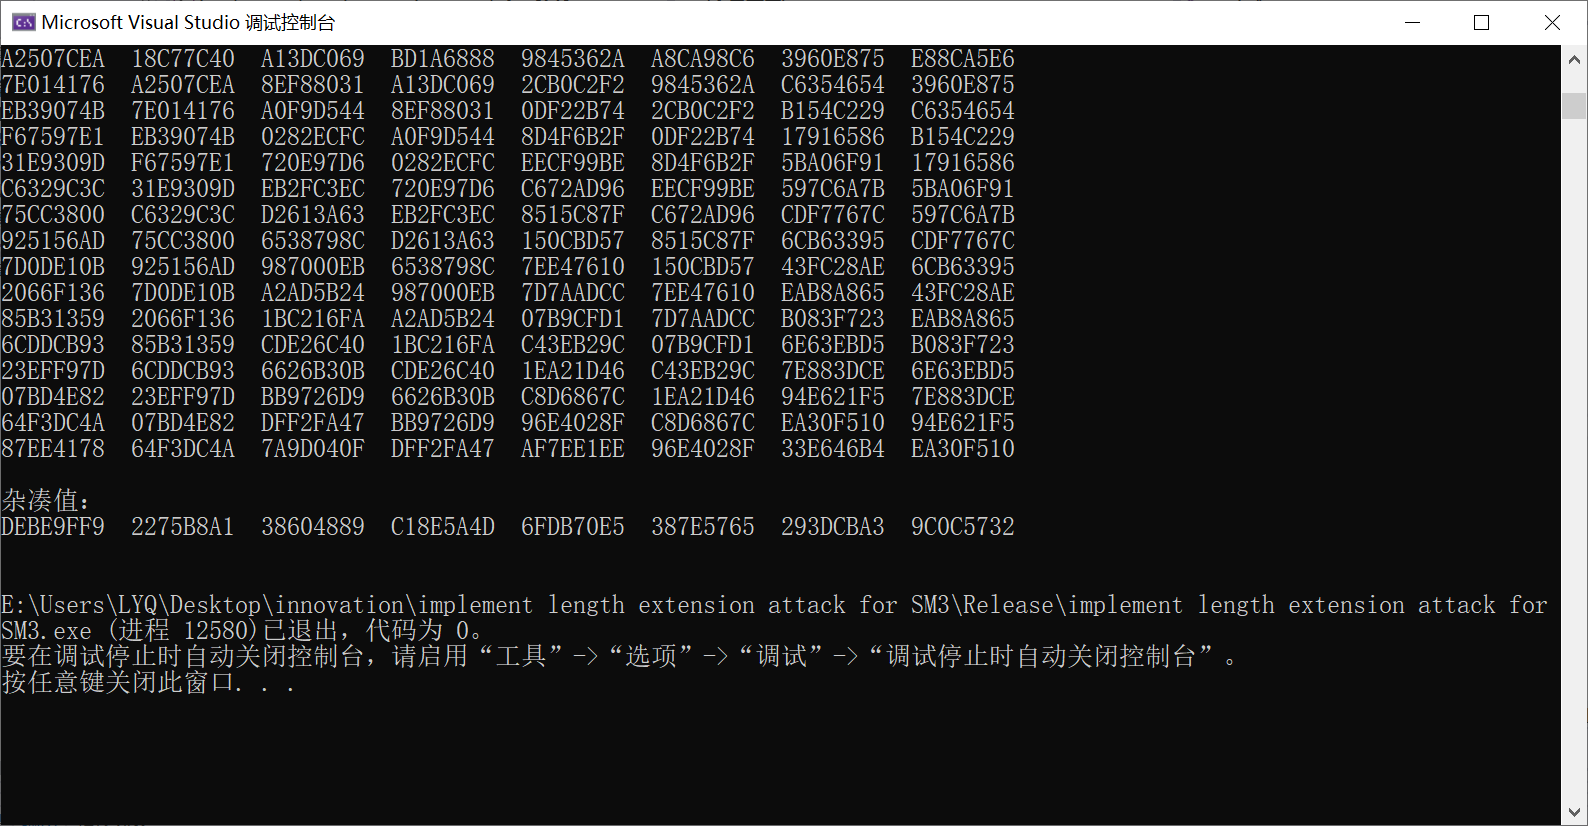 Microsoft Visual Studio 调试控制台
A2507CEA 18C77C40 A13DC069 BD1A6888 9845362A A8CA98C6 3960E875 E88CA5E6
7E014176 A2507CEA 8EF88031 A13DC069 2CB0C2F2 9845362A C6354654 3960E875
EB39074B 7E014176 A0F9D544 8EF88031 0DF22B74 2CB0C2F2 B154C229 C6354654
F67597E1 EB39074B 0282ECFC A0F9D544 8D4F6B2F 0DF22B74 17916586 B154C229
31E9309D F67597E1 720E97D6 0282ECFC EECF99BE 8D4F6B2F 5BA06F91 17916586
C6329C3C 31E9309D EB2FC3EC 720E97D6 C672AD96 EECF99BE 597C6A7B 5BA06F91
75CC3800 C6329C3C D2613A63 EB2FC3EC 8515C87F C672AD96 CDF7767C 597C6A7B
925156AD 75CC3800 6538798C D2613A63 150CBD57 8515C87F 6CB63395 CDF7767C
7D0DE10B 925156AD 987000EB 6538798C 7EE47610 150CBD57 43FC28AE 6CB63395
2066F136 7D0DE10B A2AD5B24 987000EB 7D7AADCC 7EE47610 EAB8A865 43FC28AE
85B31359 2066F136 1BC216FA A2AD5B24 07B9CFD1 7D7AADCC B083F723 EAB8A865
6CDDCB93 85B31359 CDE26C40 1BC216FA C43EB29C 07B9CFD1 6E63EBD5 B083F723
23EFF97D 6CDDCB93 6626B30B CDE26C40 1EA21D46 C43EB29C 7E883DCE 6E63EBD5
07BD4E82 23EFF97D BB9726D9 6626B30B C8D6867C 1EA21D46 94E621F5 7E883DCE
64F3DC4A 07BD4E82 DFF2FA47 BB9726D9 96E4028F C8D6867C EA30F510 94E621F5
87EE4178 64F3DC4A 7A9D040F DFF2FA47 AF7EE1EE 96E4028F 33E646B4 EA30F510
杂凑值:
DEBE9FF9 2275B8A1 38604889 C18E5A4D 6FDB70E5 387E5765 293DCBA3 9C0C5732
E:\Users\LYQ\Desktop\innovation\implement length extension attack for SM3\Release\implement length extension attack for
SM3.exe (进程 12580)已退出，代码为 0。
要在调试停止时自动关闭控制台，请启用“工具”->“选项”->“调试”->“调试停止时自动关闭控制台”。
按任意键关闭此窗口. . .